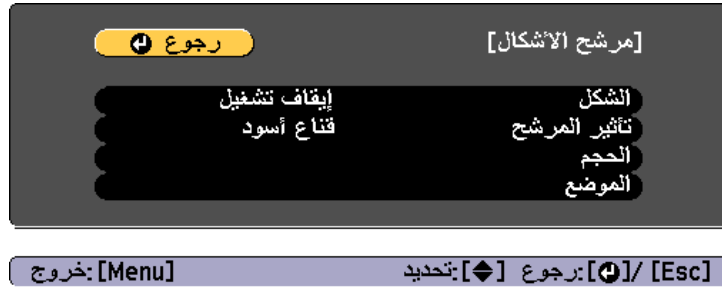 [مرشح الأشكال] رجوع
الشكل إيقاف تشغيل
تأثير المرشح قناع أسود
الحجم
الموضع
[Esc] /[]:رجوع []:تحديد [Menu]:خروج